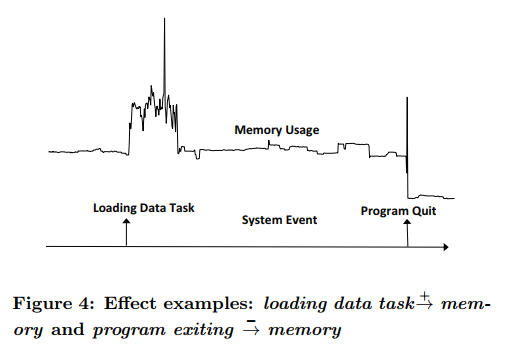 Memory Usage
Loading Data Task
System Event
Program Quit
Figure 4: Effect examples: loading data task +→ mem-
ory and program exiting −→ memory